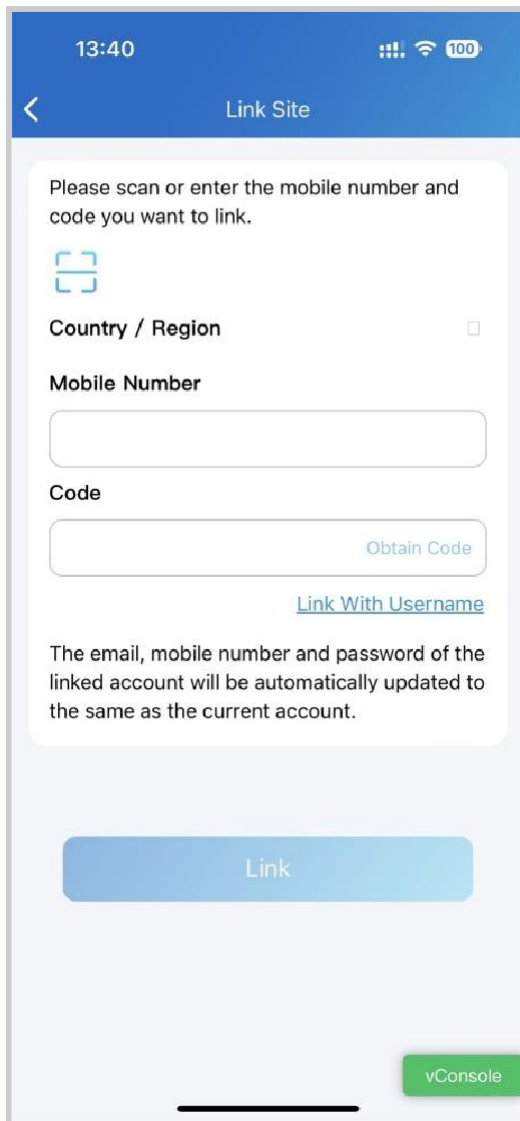 13:40
100
Link Site
Please scan or enter the mobile number and
code you want to link.
Country / Region
Mobile Number
Code
Obtain Code
Link With Username
The email, mobile number and password of the
linked account will be automatically updated to
the same as the current account.
Link
vConsole